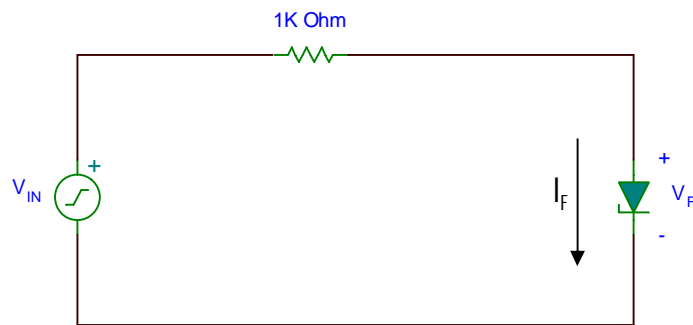 1K Ohm
+
V_IN
I_F
+
V_F
-